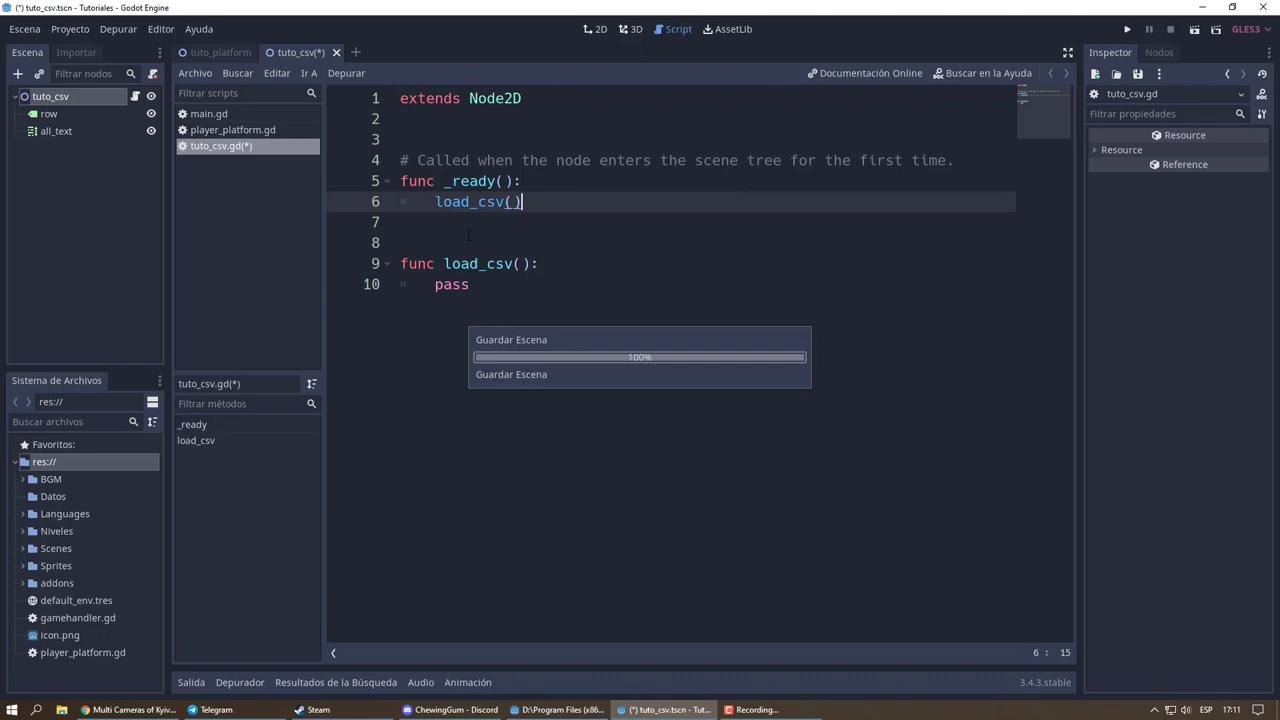 (*) tuto_csv.tscn - Tutoriales - Godot Engine
Escena Proyecto Depurar Editor Ayuda
2D 3D Script AssetLib
GLES3
Escena Importar
Filtrar nodos
tuto_csv
row
all_text
tuto_platform tuto_csv(*)
Archivo Buscar Editar Ir A Depurar
Documentación Online Buscar en la Ayuda
Filtrar scripts
main.gd
player_platform.gd
tuto_csv.gd(*)
tuto_csv.gd(*)
Filtrar métodos
_ready
load_csv
1 extends Node2D
2
3
4 # Called when the node enters the scene tree for the first time.
5 func _ready():
6 load_csv()
7
8
9 func load_csv():
10 pass
Guardar Escena
100%
Guardar Escena
6 : 15
Inspector Nodos
tuto_csv.gd
Filtrar propiedades
Resource
Resource
Reference
Sistema de Archivos
res://
Buscar archivos
Favoritos:
res://
BGM
Datos
Languages
Niveles
Scenes
Sprites
addons
default_env.tres
gamehandler.gd
icon.png
player_platform.gd
Salida Depurador Resultados de la Búsqueda Audio Animación
3.4.3.stable
Multi Cameras of Kyiv... Telegram Steam ChewingGum - Discord D:\Program Files (x86... (*) tuto_csv.tscn - Tut... Recording...
ESP 17:11